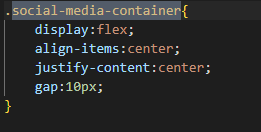 .social-media-container{
display:flex;
align-items:center;
justify-content:center;
gap:10px;
}